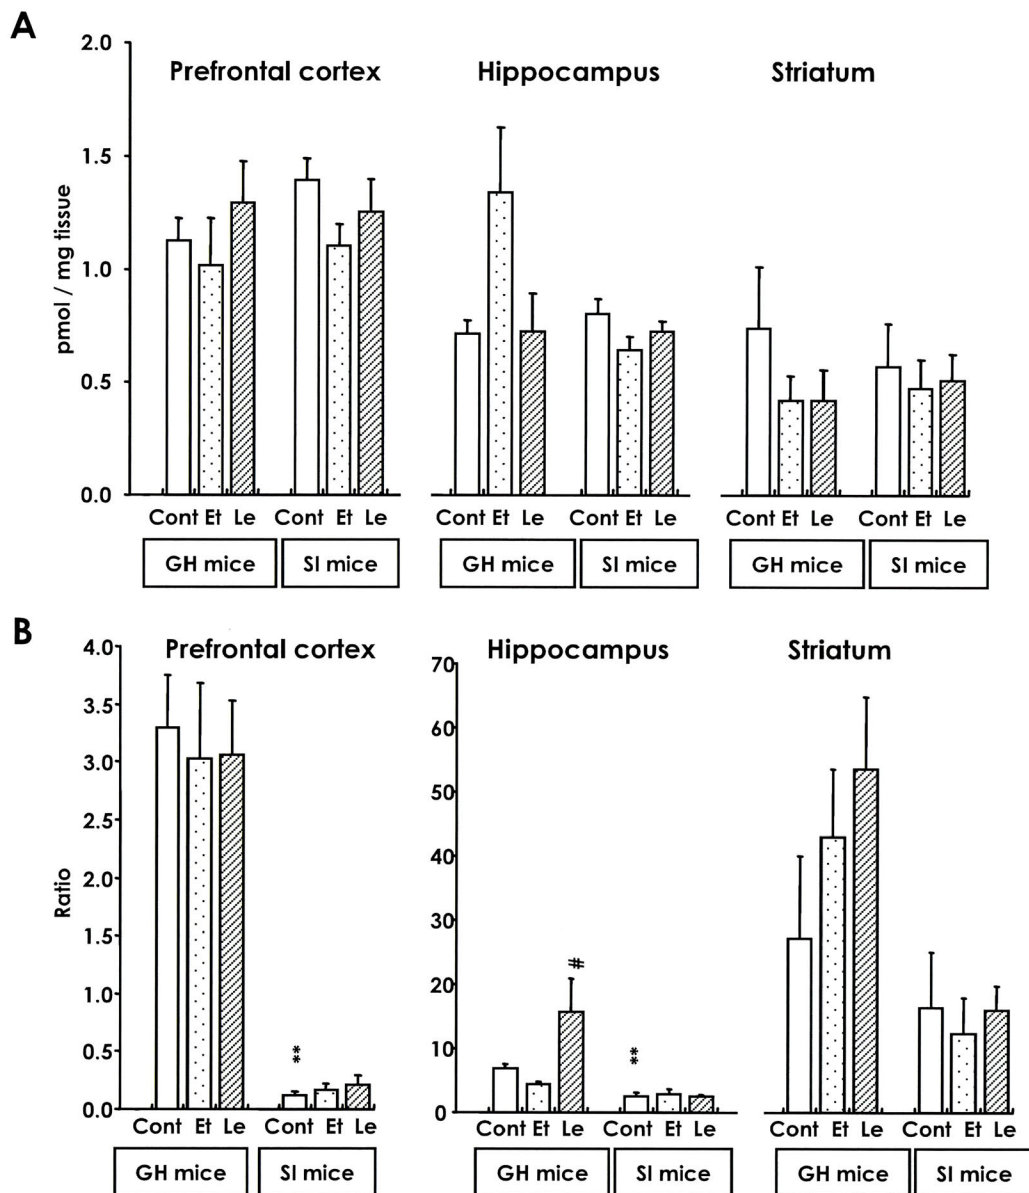 A
Prefrontal cortex Hippocampus Striatum
2.0
1.5
1.0
0.5
0.0
pmol / mg tissue
Cont Et Le Cont Et Le Cont Et Le Cont Et Le Cont Et Le Cont Et Le
GH mice SI mice GH mice SI mice GH mice SI mice
B
Prefrontal cortex Hippocampus Striatum
4.0
3.5
3.0
2.5
2.0
1.5
1.0
0.5
0.0
Ratio
70
60
50
40
30
20
10
0
**
#
**
Cont Et Le Cont Et Le Cont Et Le Cont Et Le Cont Et Le Cont Et Le
GH mice SI mice GH mice SI mice GH mice SI mice